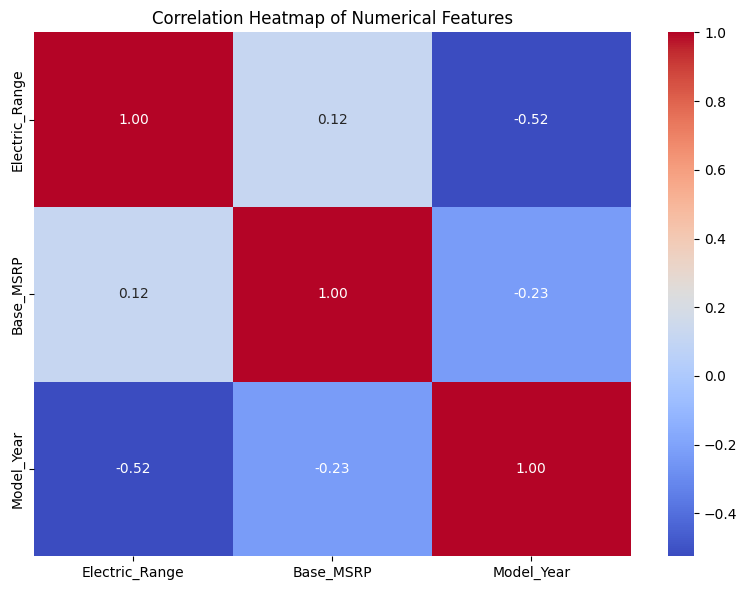 Correlation Heatmap of Numerical Features
Electric_Range
1.00
0.12
-0.52
Base_MSRP
0.12
1.00
-0.23
Model_Year
-0.52
-0.23
1.00
Electric_Range
Base_MSRP
Model_Year
1.0
0.8
0.6
0.4
0.2
0.0
−0.2
−0.4